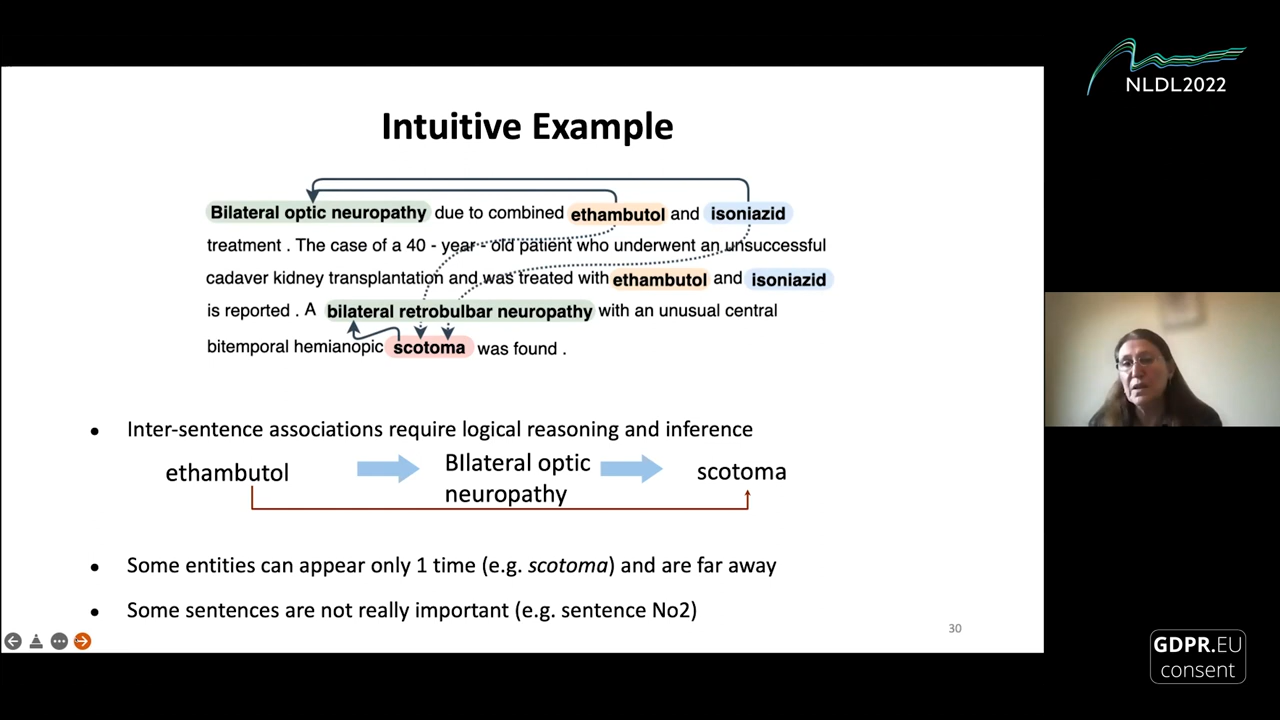 NLDL2022
Intuitive Example
Bilateral optic neuropathy due to combined ethambutol and isoniazid
treatment . The case of a 40 - year - old patient who underwent an unsuccessful
cadaver kidney transplantation and was treated with ethambutol and isoniazid
is reported . A bilateral retrobulbar neuropathy with an unusual central
bitemporal hemianopic scotoma was found .
• Inter-sentence associations require logical reasoning and inference
ethambutol
BIlateral optic
neuropathy
scotoma
• Some entities can appear only 1 time (e.g. scotoma) and are far away
• Some sentences are not really important (e.g. sentence No2)
30
GDPR.EU
consent